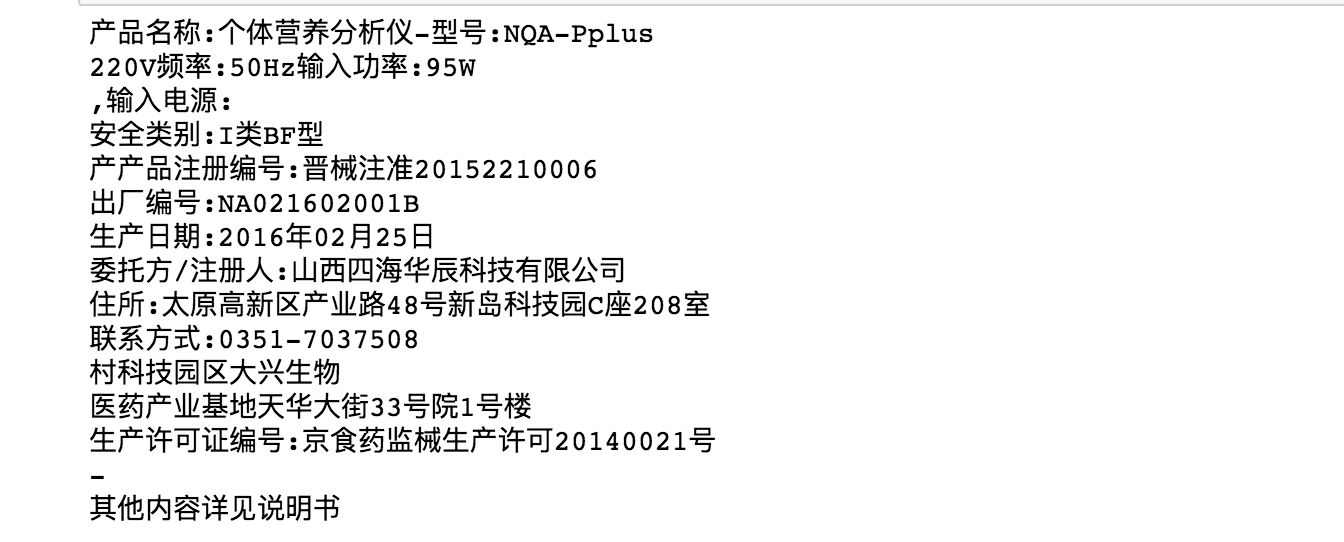 产品名称:个体营养分析仪-型号:NQA-Pplus
220V频率:50Hz输入功率:95W
,输入电源:
安全类别:I类BF型
产产品注册编号:晋械注准20152210006
出厂编号:NA021602001B
生产日期:2016年02月25日
委托方/注册人:山西四海华辰科技有限公司
住所:太原高新区产业路48号新岛科技园C座208室
联系方式:0351-7037508
村科技园区大兴生物
医药产业基地天华大街33号院1号楼
生产许可证编号:京食药监械生产许可20140021号
-
其他内容详见说明书